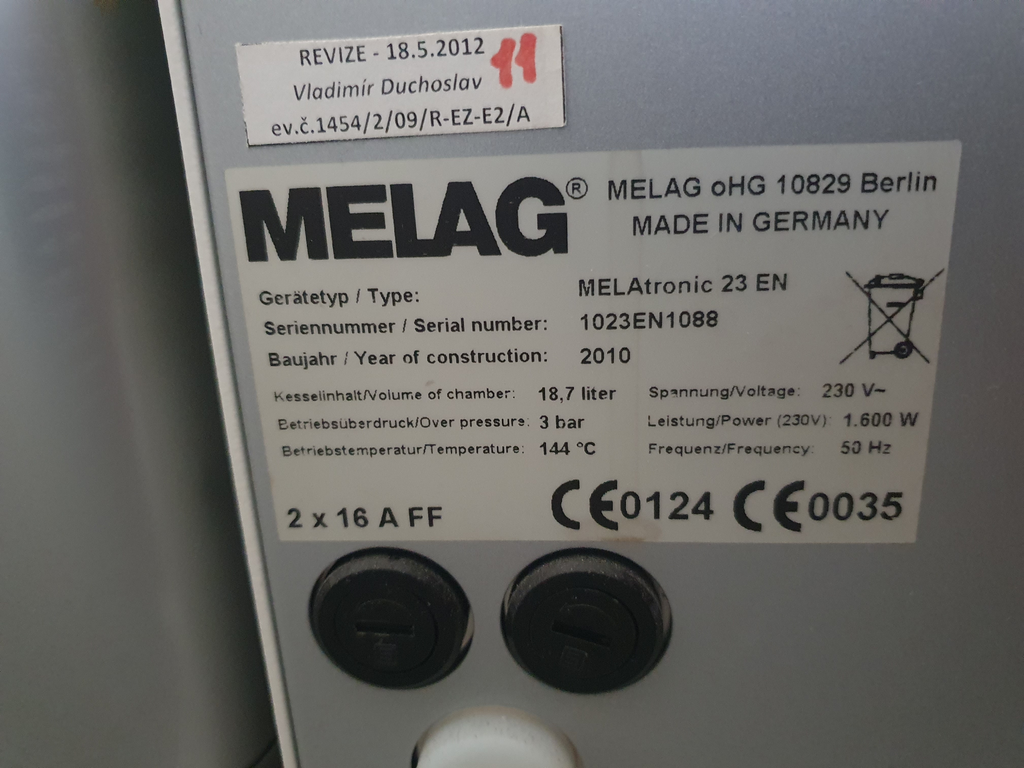 REVIZE - 18.5.2012 11
Vladimír Duchoslav
ev.č.1454/2/09/R-EZ-E2/A
MELAG® MELAG oHG 10829 Berlin
MADE IN GERMANY
Gerätetyp / Type: MELAtronic 23 EN
Seriennummer / Serial number: 1023EN1088
Baujahr / Year of construction: 2010
Kesselinhalt/Volume of chamber: 18,7 liter Spannung/Voltage: 230 V~
Betriebsüberdruck/Over pressure: 3 bar Leistung/Power (230V): 1.600 W
Betriebstemperatur/Temperature: 144 °C Frequenz/Frequency: 50 Hz
2 x 16 A FF CE0124 CE0035